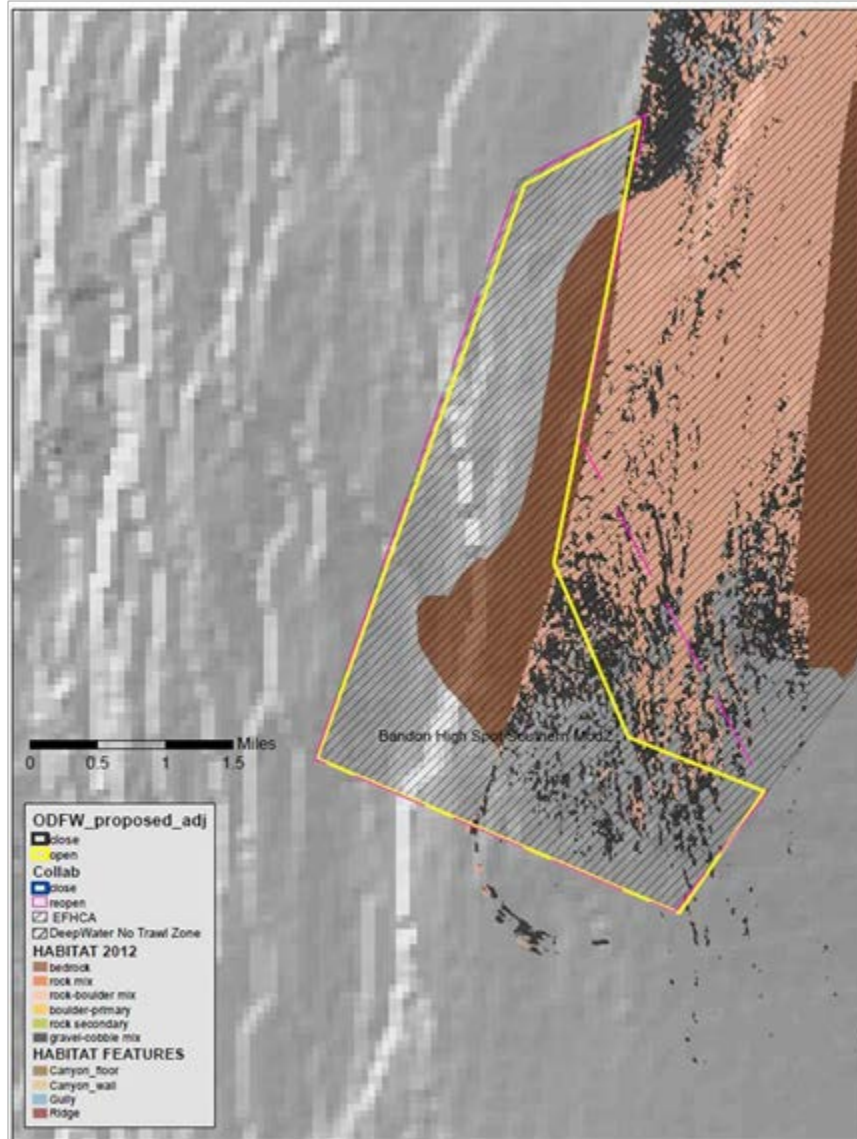 Bandon High Spot Southern Mod2
Miles
0 0.5 1 1.5
ODFW_proposed_adj
close
open
Collab
close
reopen
EFHCA
DeepWater No Trawl Zone
HABITAT 2012
bedrock
rock mix
rock-boulder mix
boulder-primary
rock secondary
gravel-cobble mix
HABITAT FEATURES
Canyon_floor
Canyon_wall
Gully
Ridge